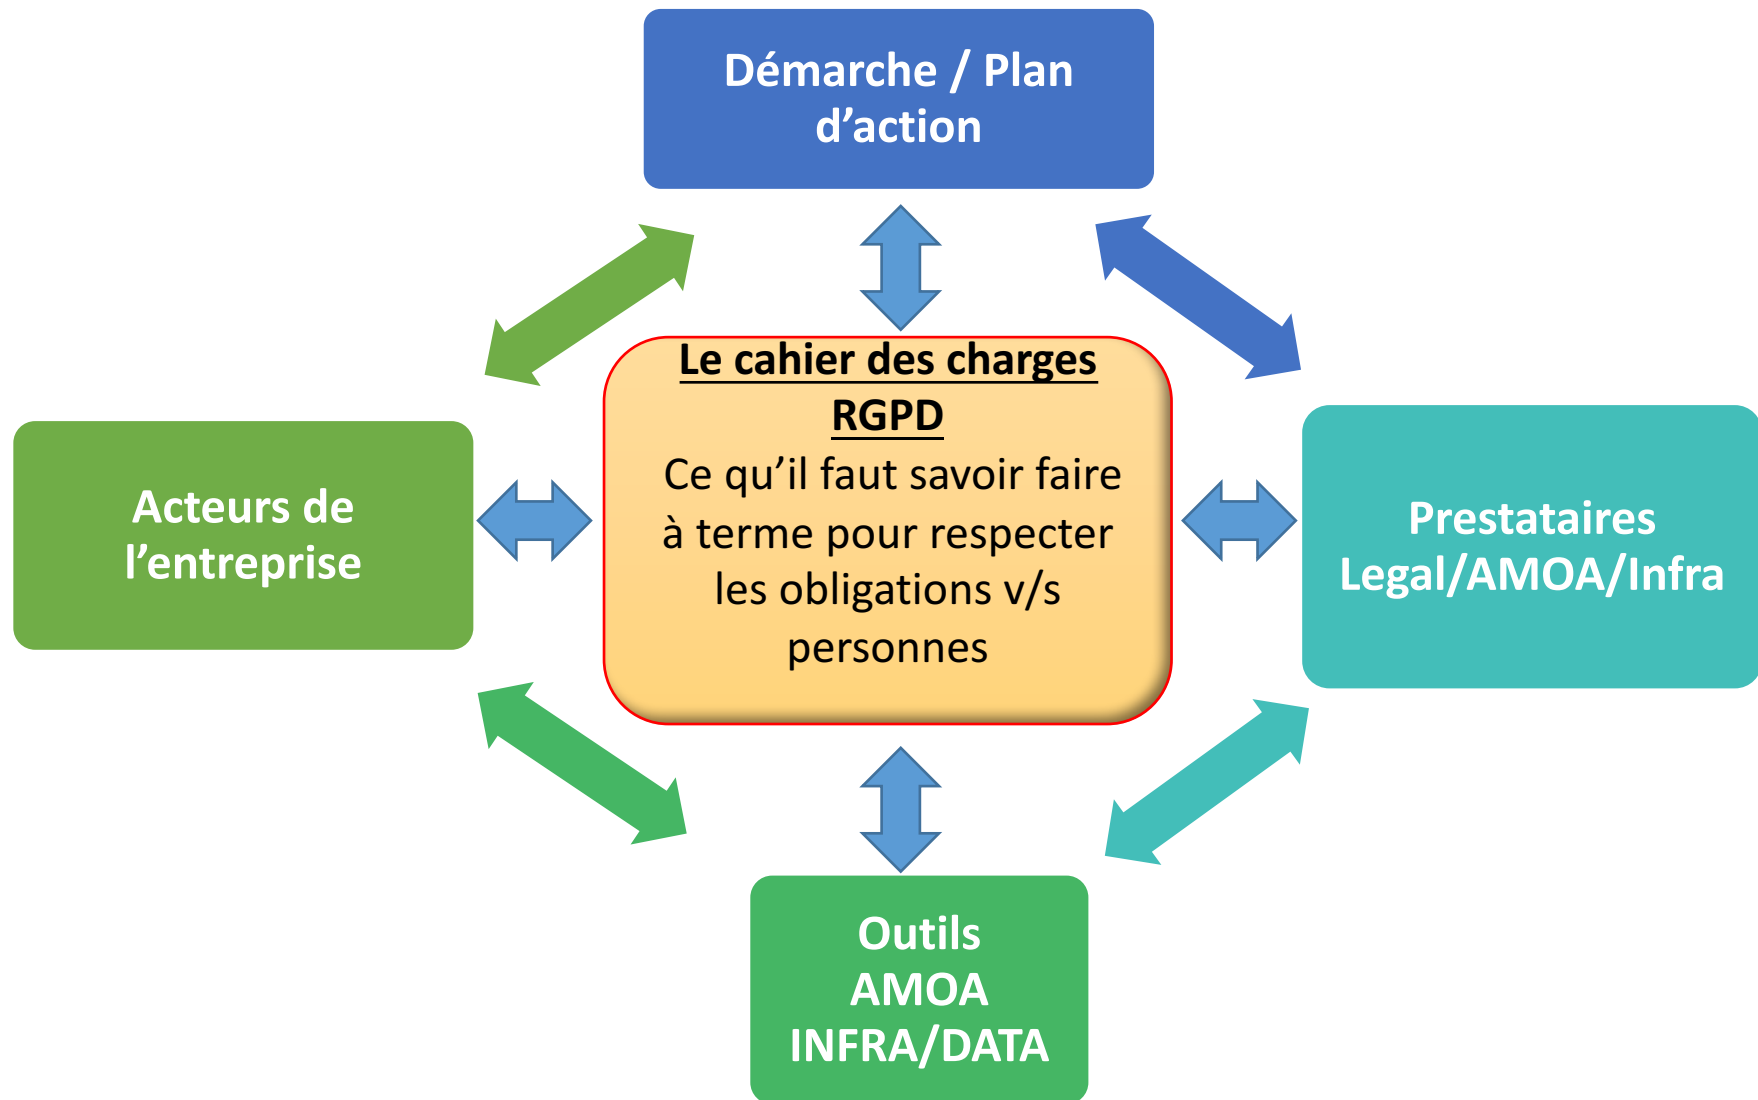 Démarche / Plan
d’action
Le cahier des charges
RGPD
Ce qu’il faut savoir faire
à terme pour respecter
les obligations v/s
personnes
Acteurs de
l’entreprise
Prestataires
Legal/AMOA/Infra
Outils
AMOA
INFRA/DATA